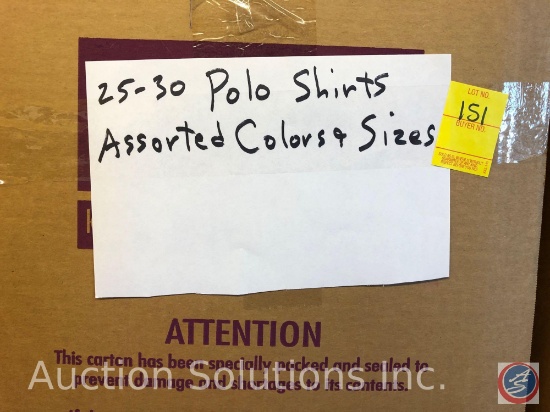 25-30 Polo Shirts
Assorted Colors & Sizes
LOT NO.
151
BUYER NO.
ATTENTION
This carton has been specially packed and sealed to
prevent damage and shortages to its contents.
Auction Solutions Inc.
AS